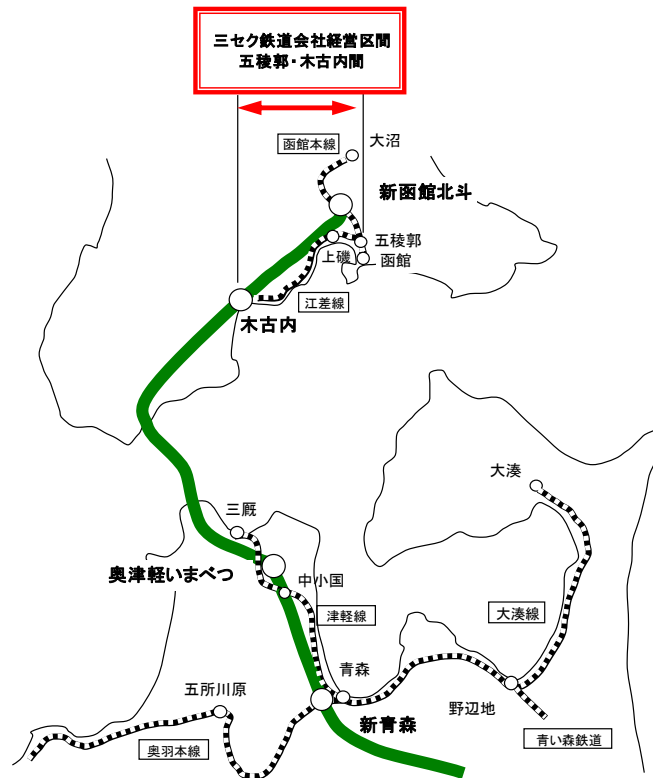 三セク鉄道会社経営区間
五稜郭・木古内間
函館本線
大沼
新函館北斗
五稜郭
上磯
函館
江差線
木古内
大湊
三厩
奥津軽いまべつ
中小国
津軽線
大湊線
青森
五所川原
野辺地
新青森
青い森鉄道
奥羽本線